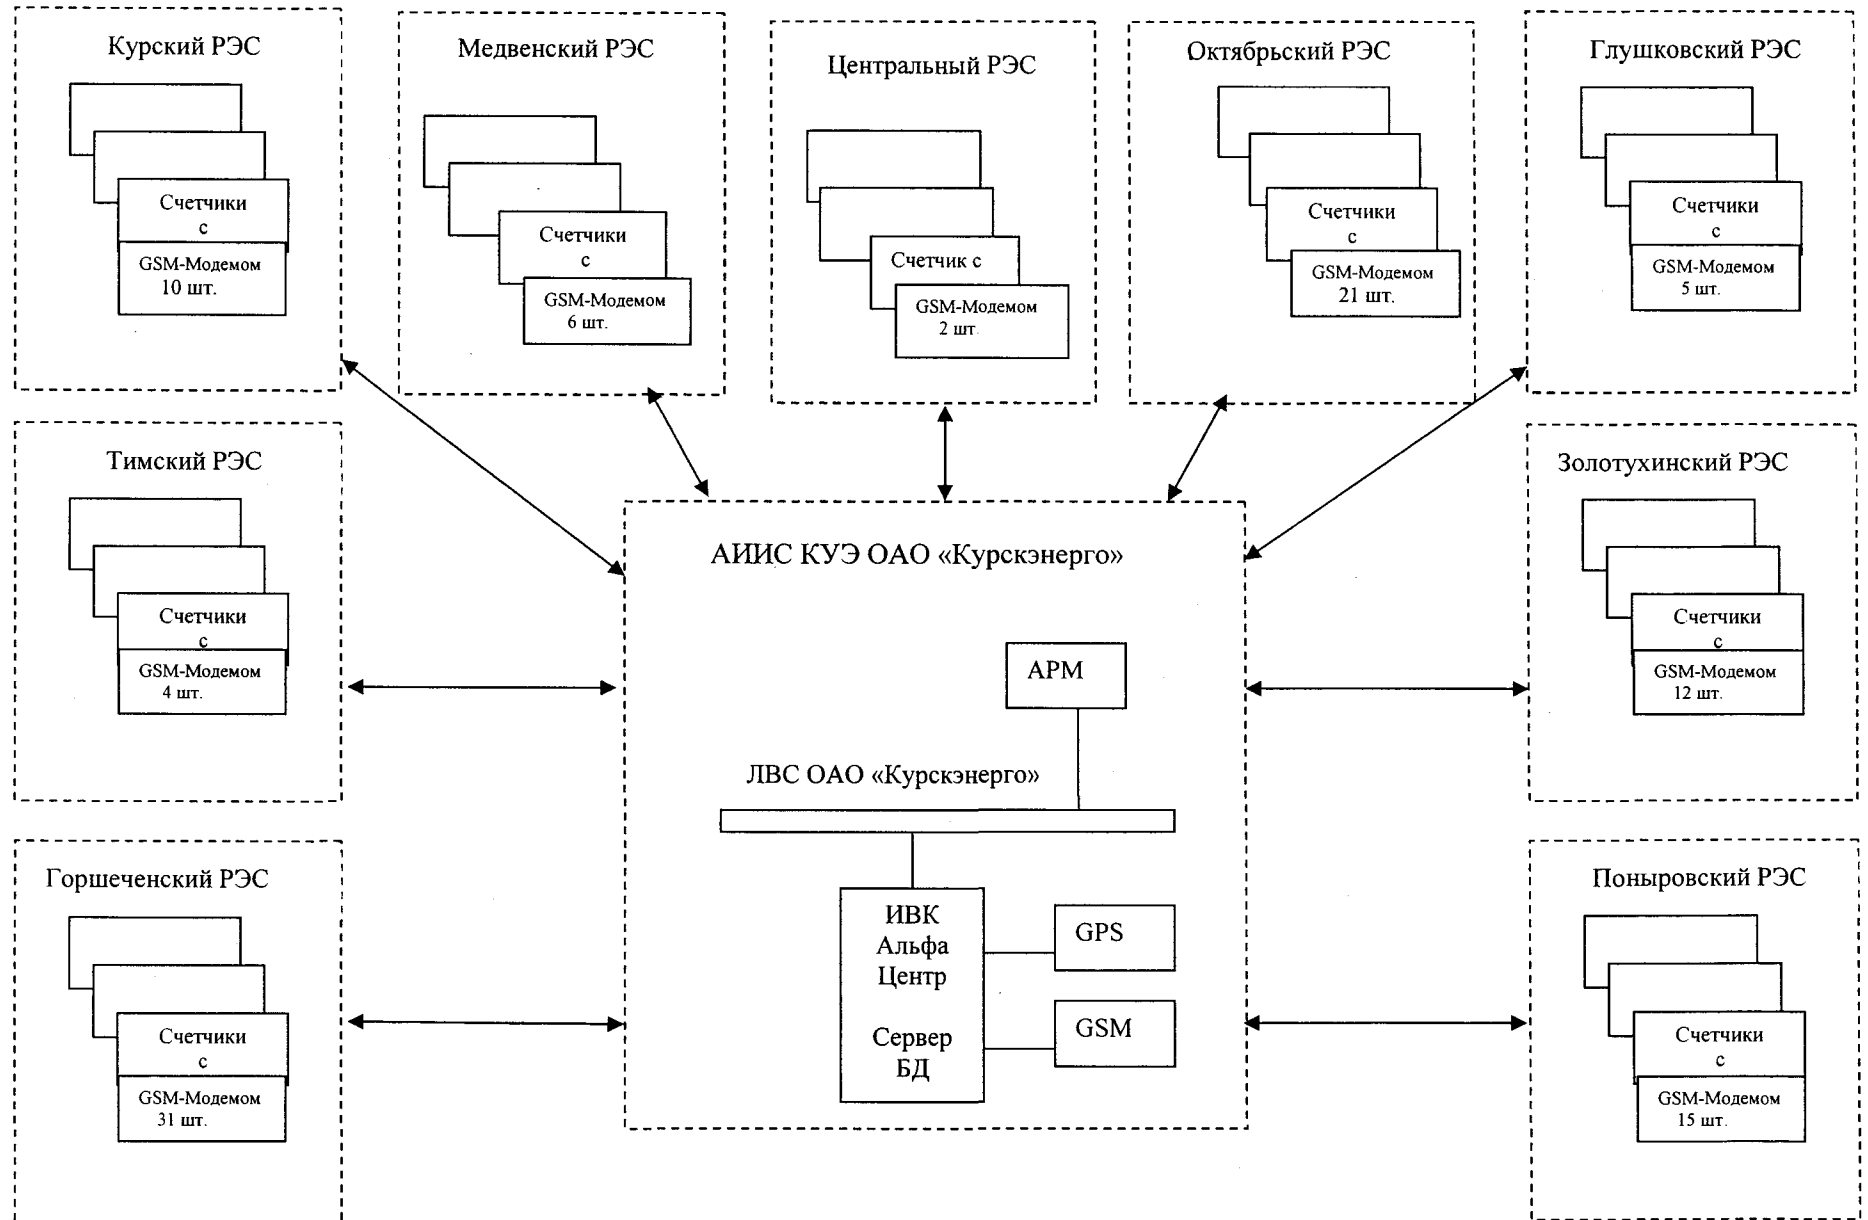 Курский РЭС
Счетчики
с
GSM-Модемом
10 шт.
Медвенский РЭС
Счетчики
с
GSM-Модемом
6 шт.
Центральный РЭС
Счетчик с
GSM-Модемом
2 шт.
Октябрьский РЭС
Счетчики
с
GSM-Модемом
21 шт.
Глушковский РЭС
Счетчики
с
GSM-Модемом
5 шт.
Тимский РЭС
Счетчики
с
GSM-Модемом
4 шт.
АИИС КУЭ ОАО «Курскэнерго»
АРМ
ЛВС ОАО «Курскэнерго»
ИВК
Альфа
Центр
Сервер
БД
GPS
GSM
Золотухинский РЭС
Счетчики
с
GSM-Модемом
12 шт.
Горшеченский РЭС
Счетчики
с
GSM-Модемом
31 шт.
Поныровский РЭС
Счетчики
с
GSM-Модемом
15 шт.